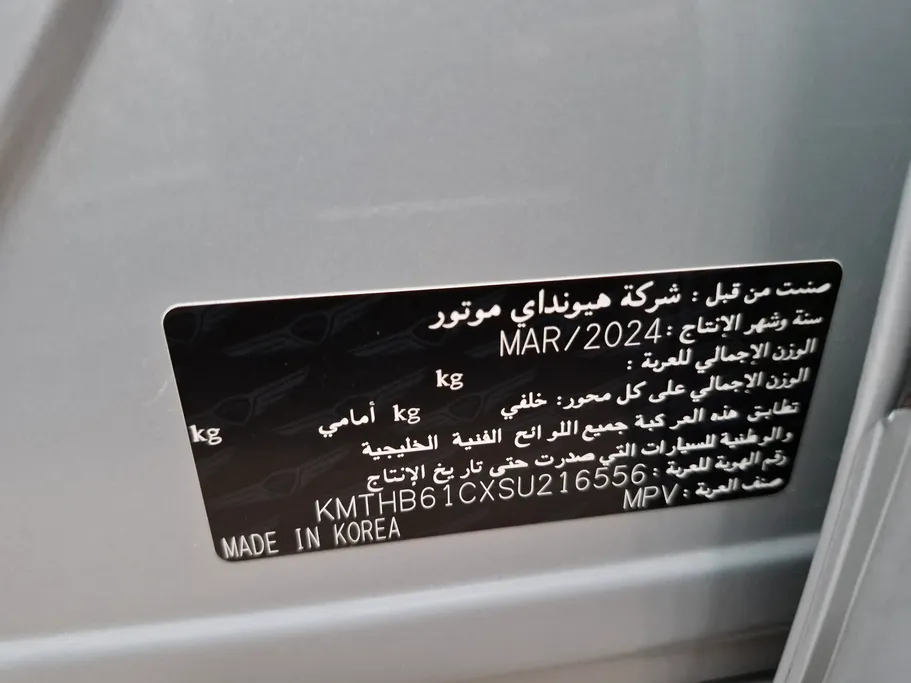 صنعت من قبل : شركة هيونداي موتور
سنة وشهر الإنتاج : MAR/2024
الوزن الإجمالي للعربة :
kg
الوزن الإجمالي على كل محور: خلفي kg أمامي kg
تطابق هذه المركبة جميع اللوائح الفنية الخليجية
والوطنية للسيارات التي صدرت حتى تاريخ الإنتاج
رقم الهوية للعربة : KMTHB61CXSU216556
صنف العربة : MPV
MADE IN KOREA